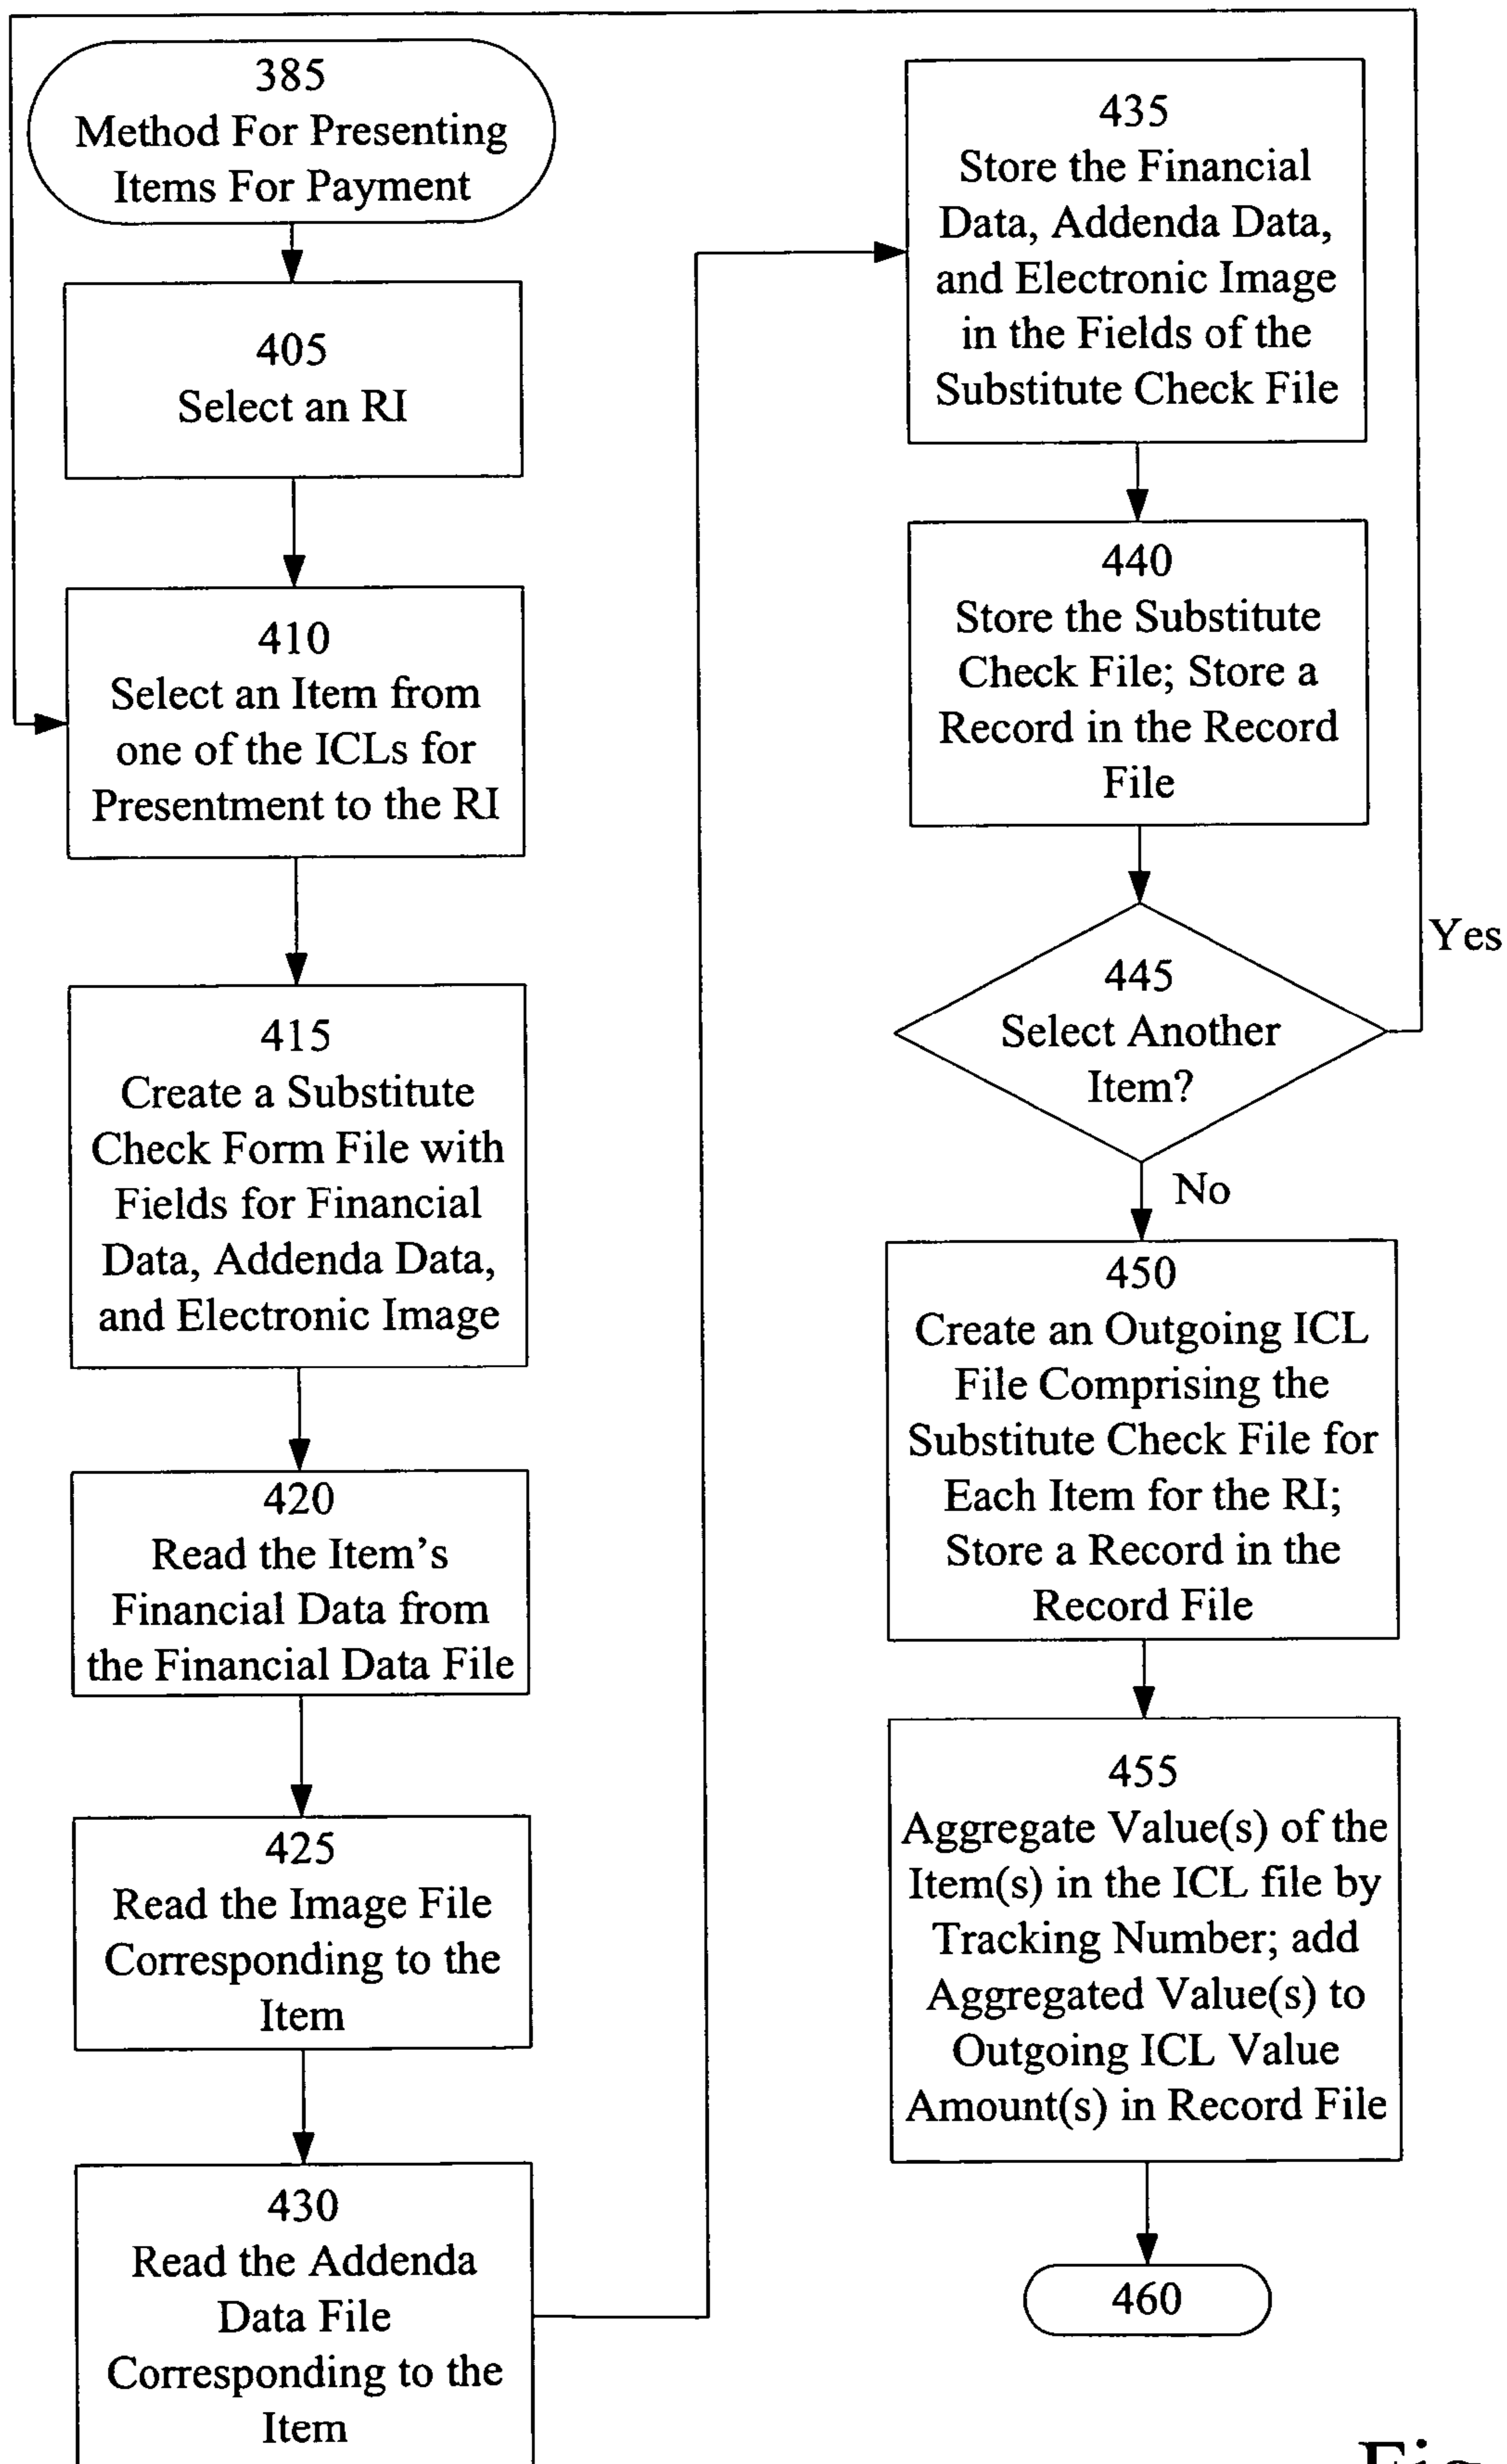 385
Method For Presenting
Items For Payment
405
Select an RI
410
Select an Item from
one of the ICLs for
Presentment to the RI
415
Create a Substitute
Check Form File with
Fields for Financial
Data, Addenda Data,
and Electronic Image
420
Read the Item's
Financial Data from
the Financial Data File
425
Read the Image File
Corresponding to the
Item
430
Read the Addenda
Data File
Corresponding to the
Item
435
Store the Financial
Data, Addenda Data,
and Electronic Image
in the Fields of the
Substitute Check File
440
Store the Substitute
Check File; Store a
Record in the Record
File
445
Select Another
Item?
Yes
No
450
Create an Outgoing ICL
File Comprising the
Substitute Check File for
Each Item for the RI;
Store a Record in the
Record File
455
Aggregate Value(s) of the
Item(s) in the ICL file by
Tracking Number; add
Aggregated Value(s) to
Outgoing ICL Value
Amount(s) in Record File
460